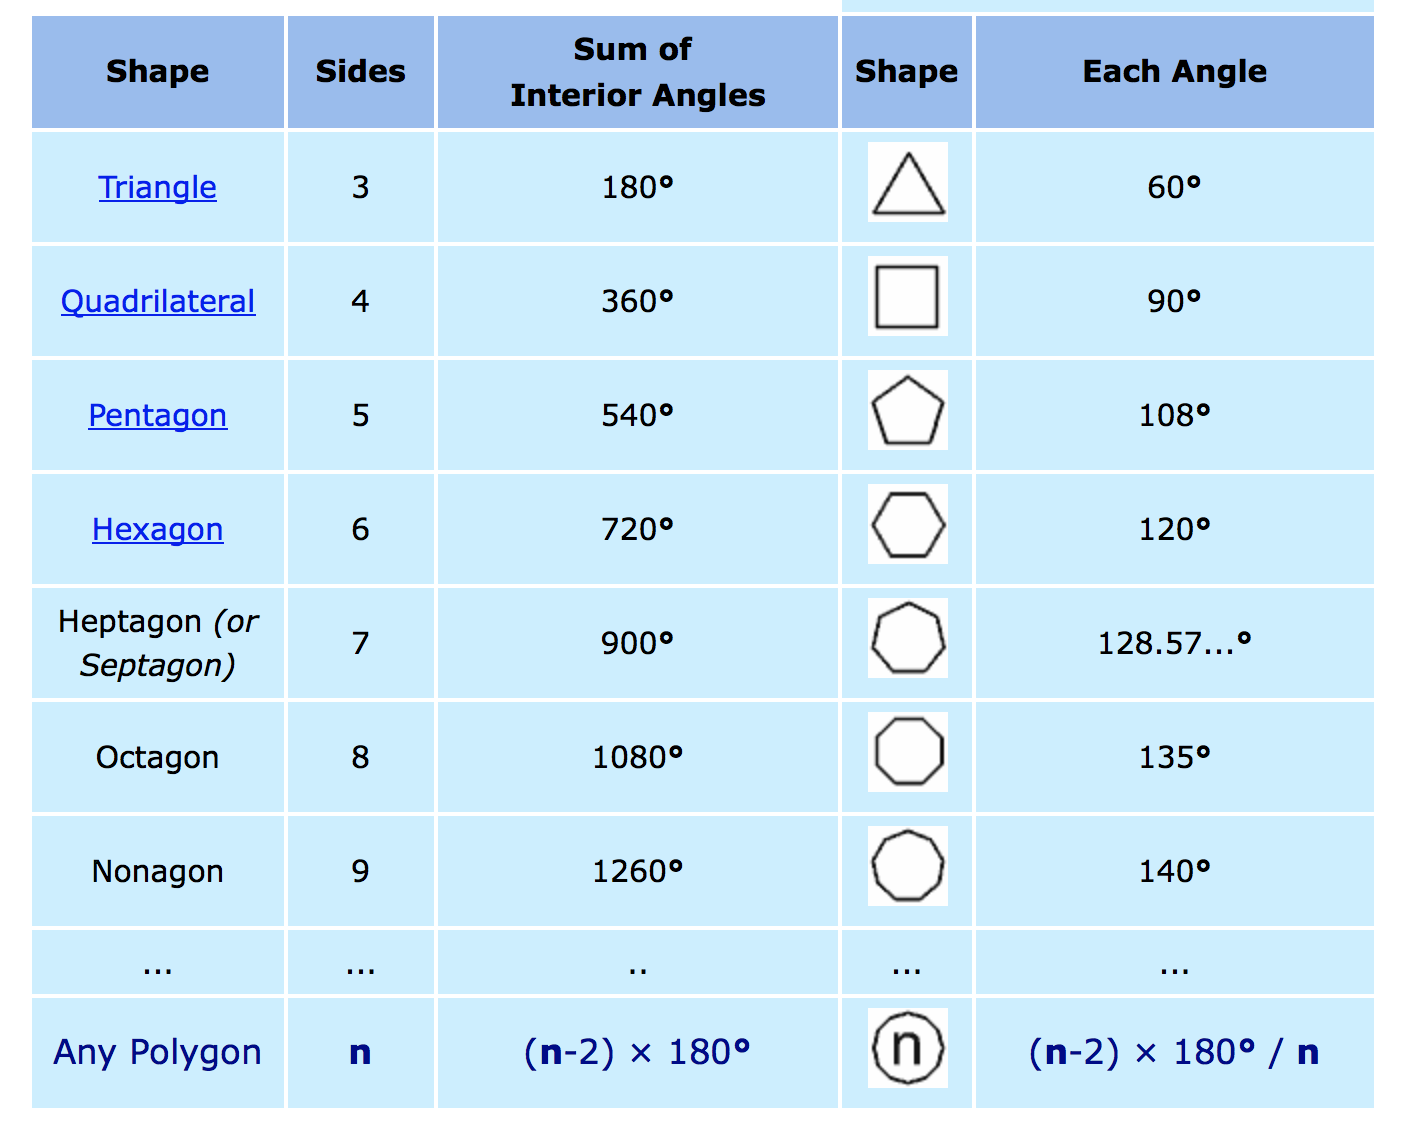 Shape Sides Sum of Interior Angles Shape Each Angle
Triangle 3 180° 60°
Quadrilateral 4 360° 90°
Pentagon 5 540° 108°
Hexagon 6 720° 120°
Heptagon (or Septagon) 7 900° 128.57...°
Octagon 8 1080° 135°
Nonagon 9 1260° 140°
... ... .. ... ...
Any Polygon n (n-2) × 180° n (n-2) × 180° / n